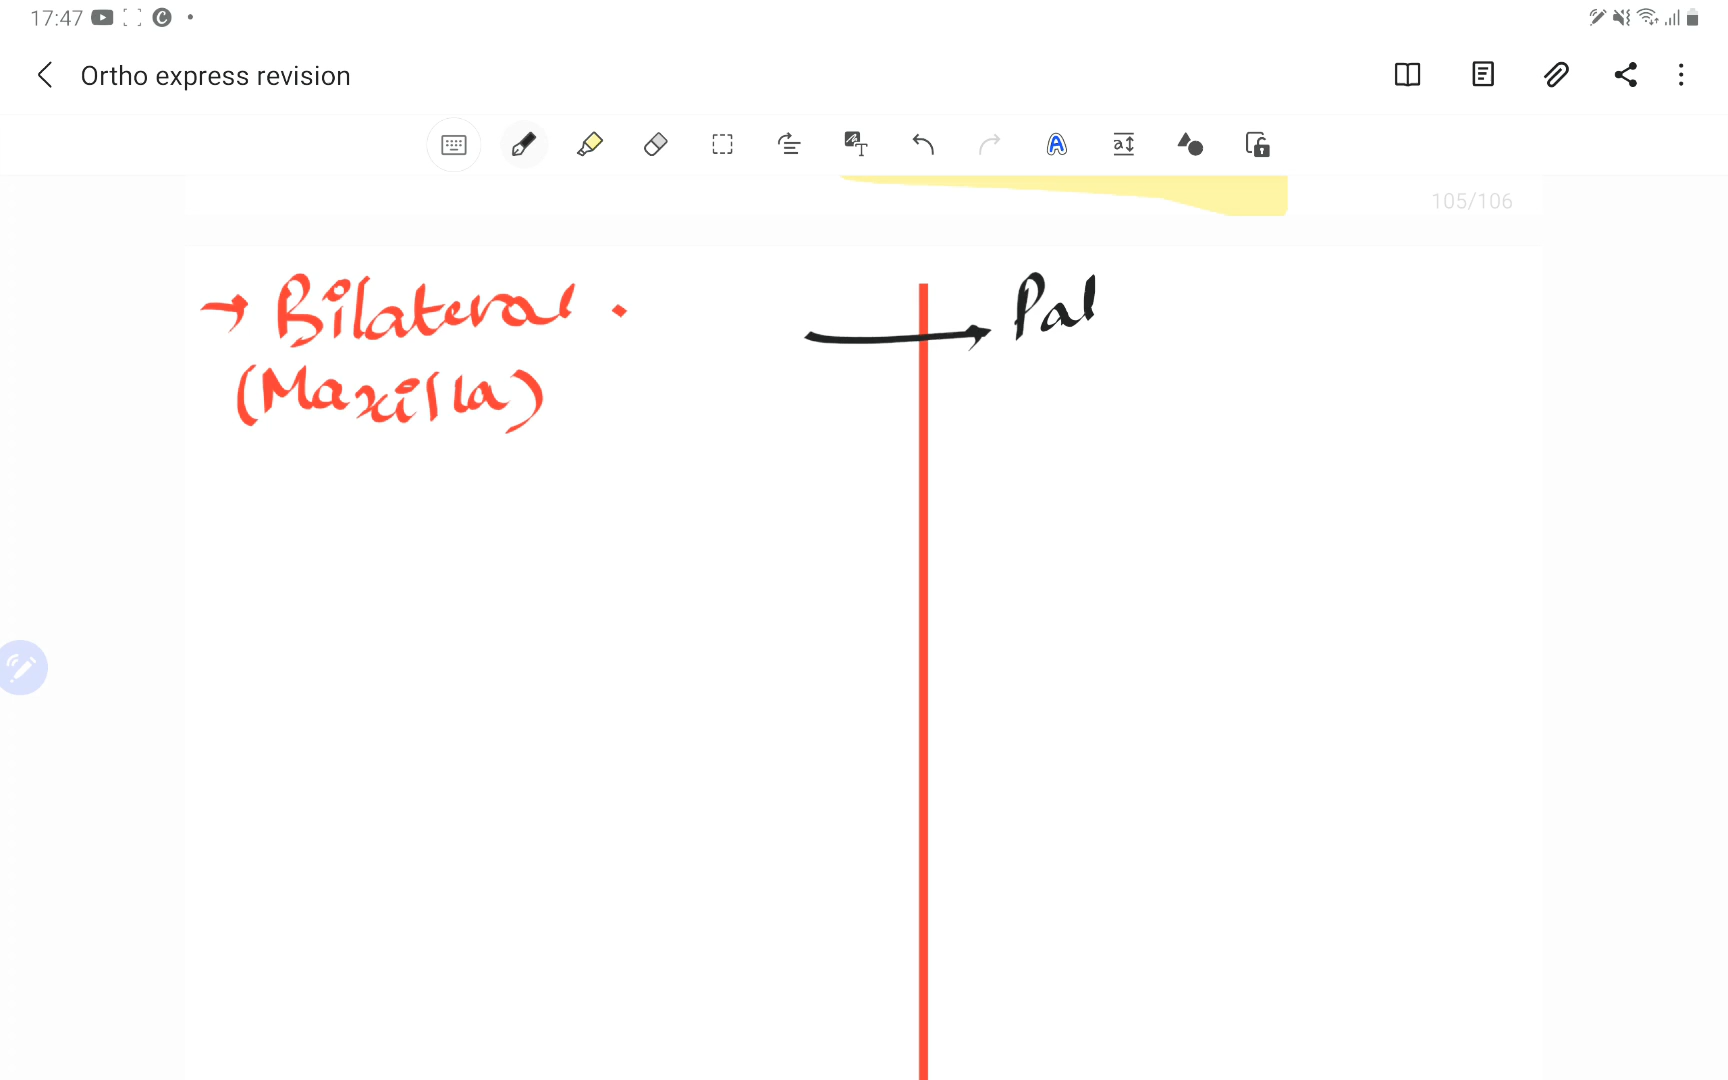 17:47
Ortho express revision
105/106
→ Bilateral .
(Maxilla)
→ Pal